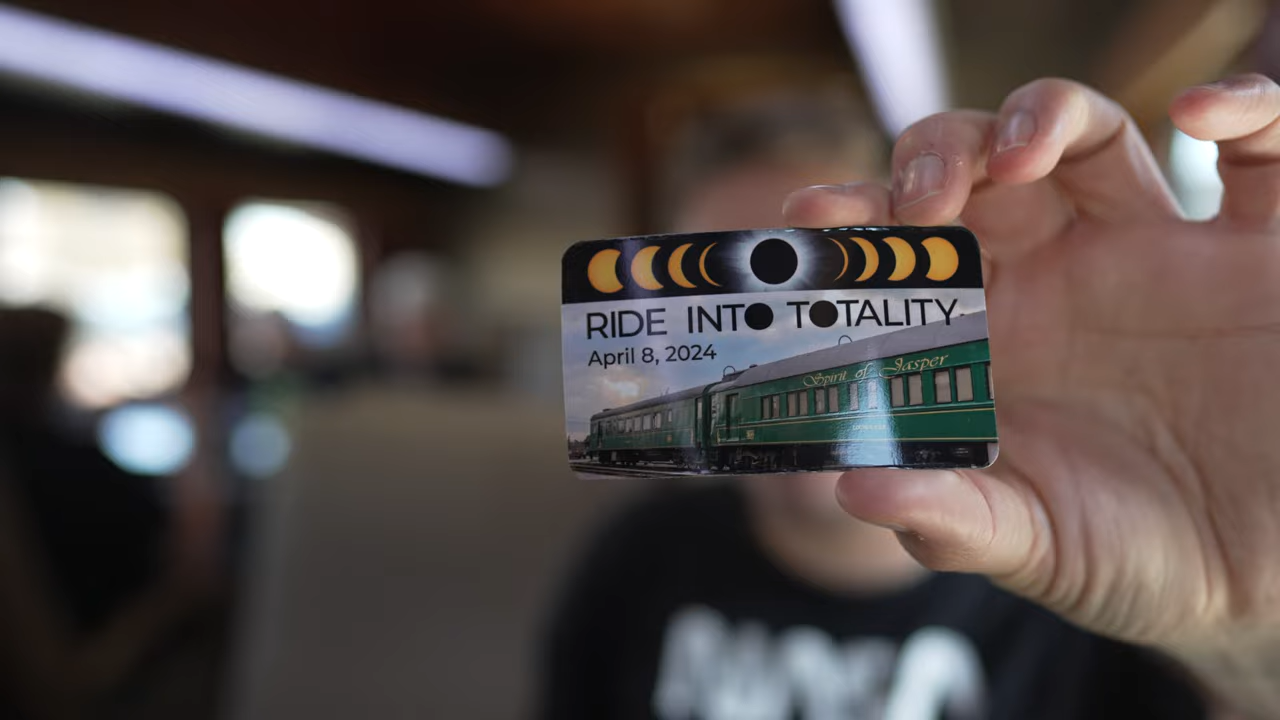 RIDE INTO TOTALITY
April 8, 2024
Spirit of Jasper